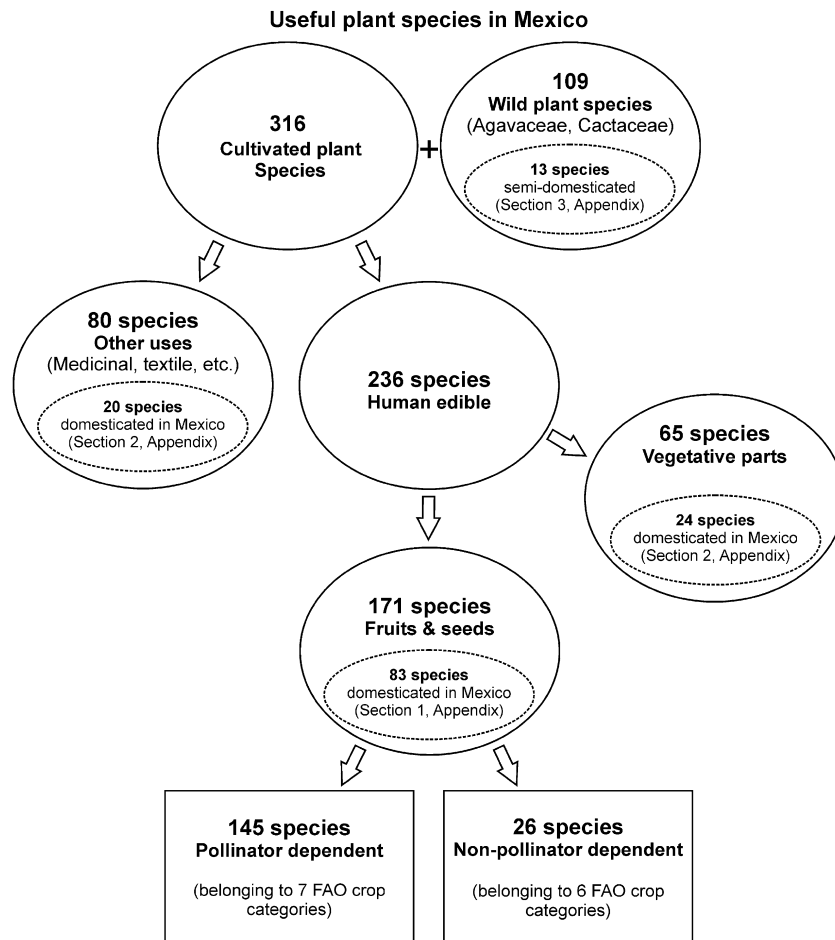 Useful plant species in Mexico
316
Cultivated plant
Species
+
109
Wild plant species
(Agavaceae, Cactaceae)
13 species
semi-domesticated
(Section 3, Appendix)
80 species
Other uses
(Medicinal, textile, etc.)
20 species
domesticated in Mexico
(Section 2, Appendix)
236 species
Human edible
65 species
Vegetative parts
24 species
domesticated in Mexico
(Section 2, Appendix)
171 species
Fruits & seeds
83 species
domesticated in Mexico
(Section 1, Appendix)
145 species
Pollinator dependent
(belonging to 7 FAO crop
categories)
26 species
Non-pollinator dependent
(belonging to 6 FAO crop
categories)